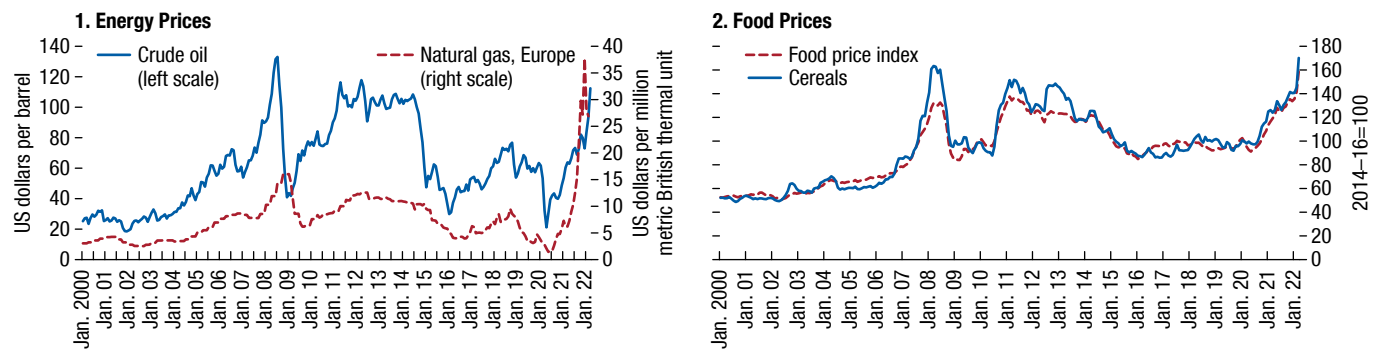 1. Energy Prices
Crude oil
(left scale)
Natural gas, Europe
(right scale)
US dollars per barrel
140
120
100
80
60
40
20
0
40
35
30
25
20
15
10
5
0
US dollars per million
metric British thermal unit
Jan. 2000
Jan. 01
Jan. 02
Jan. 03
Jan. 04
Jan. 05
Jan. 06
Jan. 07
Jan. 08
Jan. 09
Jan. 10
Jan. 11
Jan. 12
Jan. 13
Jan. 14
Jan. 15
Jan. 16
Jan. 17
Jan. 18
Jan. 19
Jan. 20
Jan. 21
Jan. 22
2. Food Prices
Food price index
Cereals
180
160
140
120
100
80
60
40
20
0
2014–16=100
Jan. 2000
Jan. 01
Jan. 02
Jan. 03
Jan. 04
Jan. 05
Jan. 06
Jan. 07
Jan. 08
Jan. 09
Jan. 10
Jan. 11
Jan. 12
Jan. 13
Jan. 14
Jan. 15
Jan. 16
Jan. 17
Jan. 18
Jan. 19
Jan. 20
Jan. 21
Jan. 22